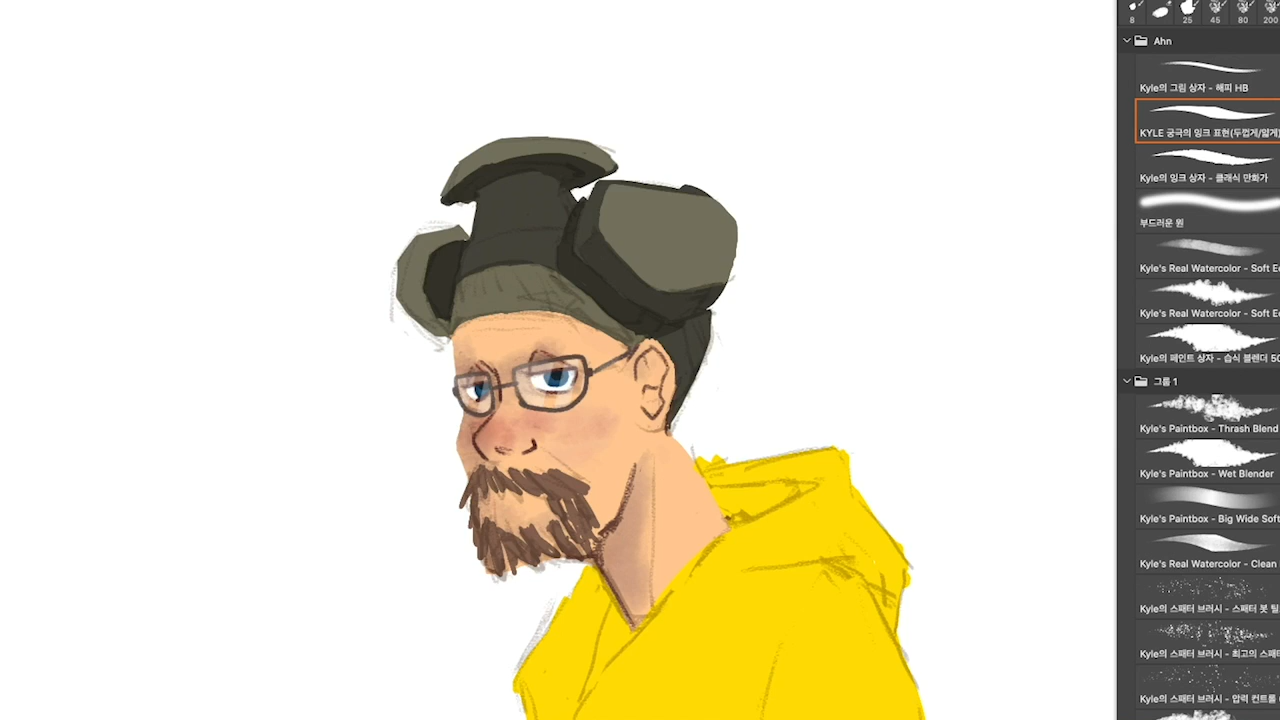 8 25 45 80 200
Ahn
Kyle의 그림 상자 - 해피 HB
KYLE 궁극의 잉크 표현(두껍게/얇게)
Kyle의 잉크 상자 - 클래식 만화가
부드러운 원
Kyle's Real Watercolor - Soft E
Kyle's Real Watercolor - Soft E
Kyle의 페인트 상자 - 습식 블렌더 50
그룹 1
Kyle's Paintbox - Thrash Blend
Kyle's Paintbox - Wet Blender
Kyle's Paintbox - Big Wide Soft
Kyle's Real Watercolor - Clean
Kyle의 스패터 브러시 - 스패터 봇 틸
Kyle의 스패터 브러시 - 최고의 스패터
Kyle의 스패터 브러시 - 압력 컨트롤